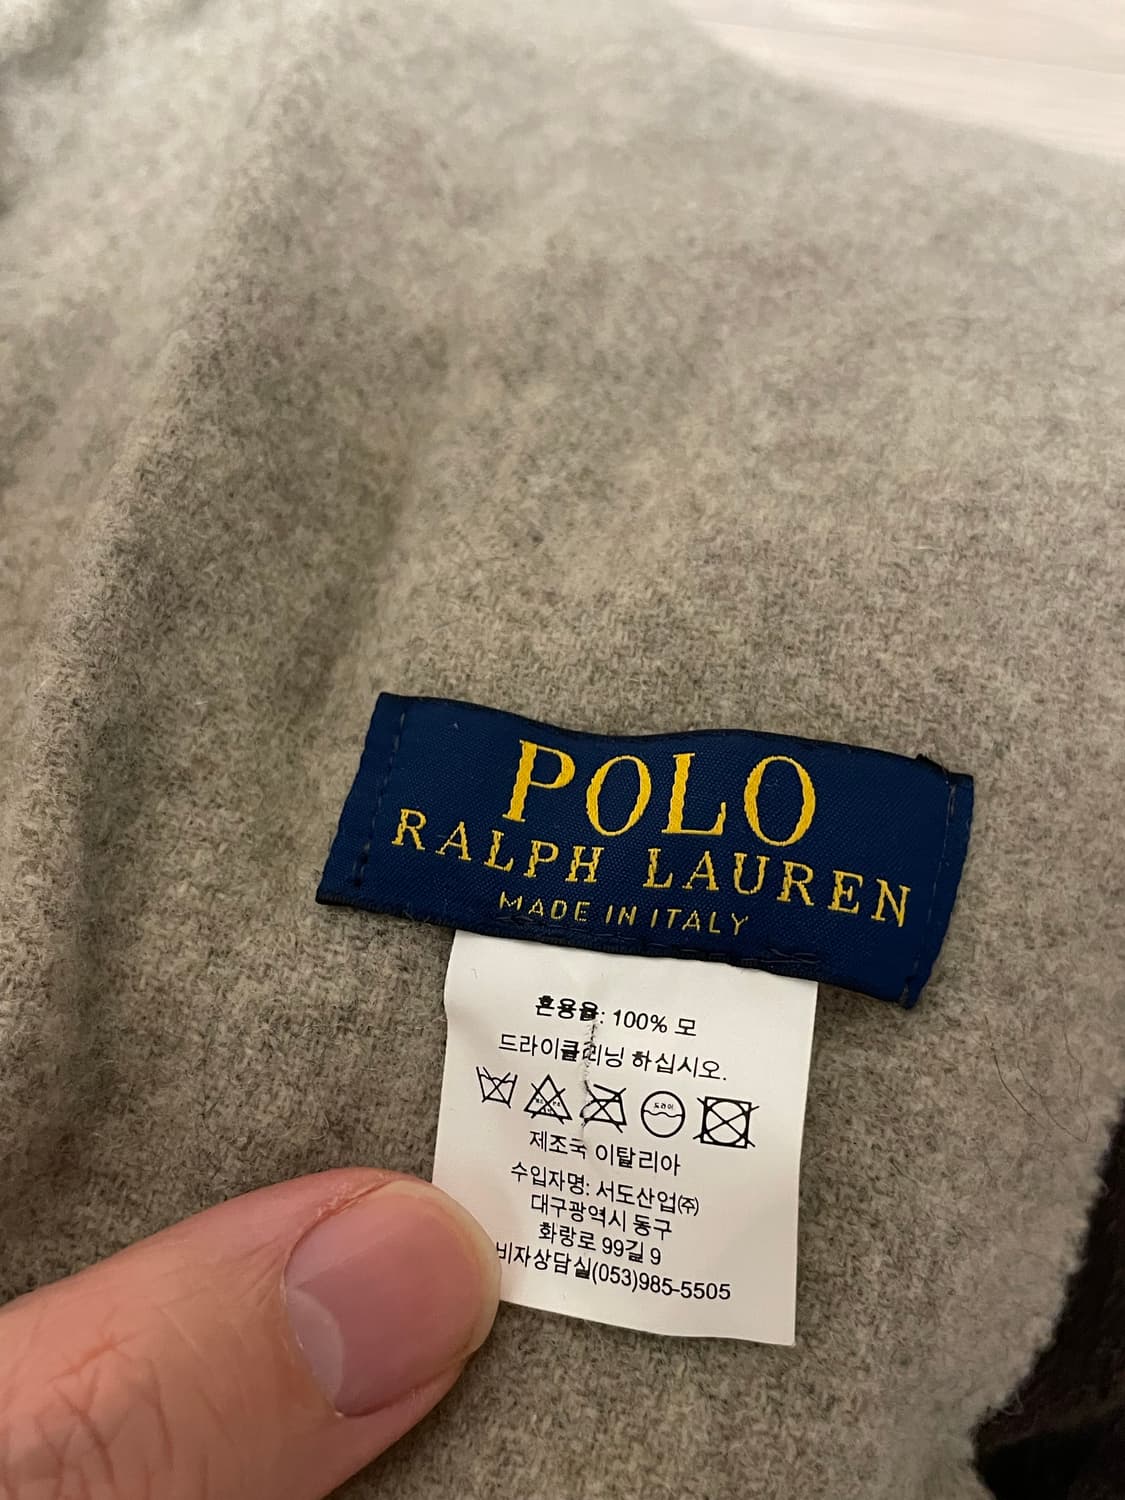 POLO
RALPH LAUREN
MADE IN ITALY
혼용율: 100% 모
드라이클리닝 하십시오.
드라이
제조국 이탈리아
수입자명: 서도산업㈜
대구광역시 동구
화랑로 99길 9
비자상담실(053)985-5505